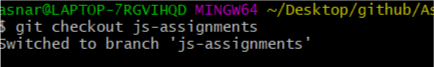 asnar@LAPTOP-7RGVIHQD MINGW64 ~/Desktop/github/As
$ git checkout js-assignments
Switched to branch 'js-assignments'